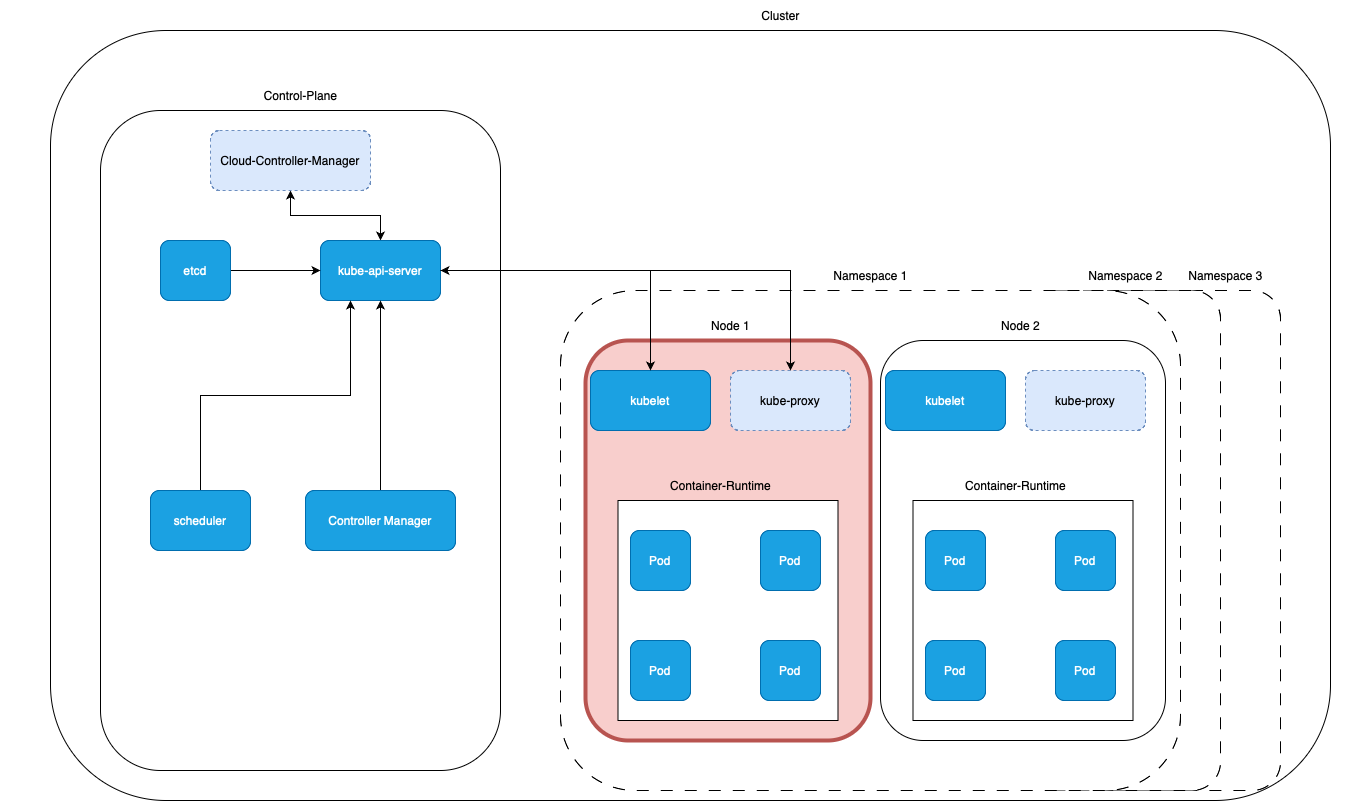 Cluster
Control-Plane
Cloud-Controller-Manager
etcd
kube-api-server
Namespace 1
Namespace 2
Namespace 3
Node 1
Node 2
kubelet
kube-proxy
kubelet
kube-proxy
Container-Runtime
Container-Runtime
scheduler
Controller Manager
Pod
Pod
Pod
Pod
Pod
Pod
Pod
Pod